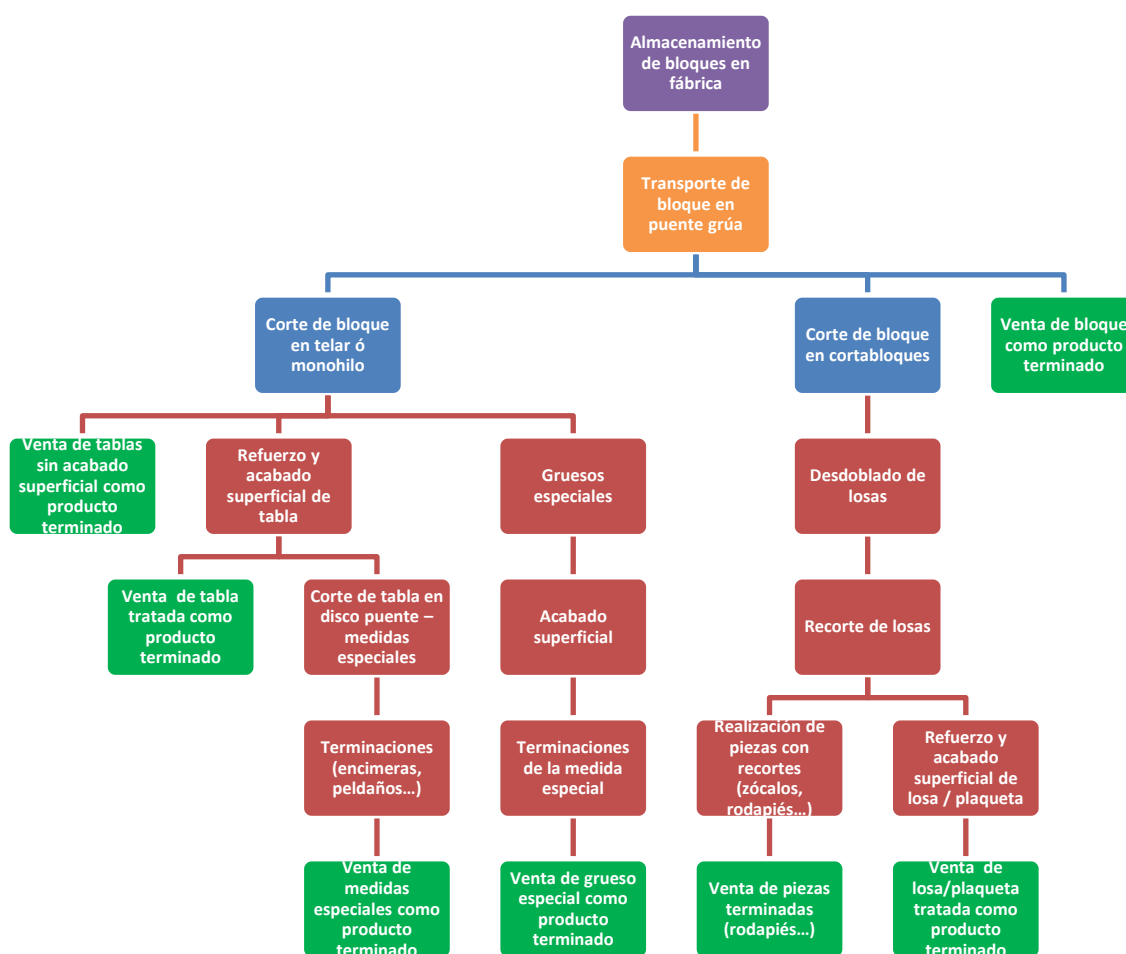 Almacenamiento
de bloques en
fábrica
Transporte de
bloque en
puente grúa
Corte de bloque
en telar ó
monohilo
Corte de bloque
en cortabloques
Venta de bloque
como producto
terminado
Venta de tablas
sin acabado
superficial como
producto
terminado
Refuerzo y
acabado
superficial de
tabla
Gruesos
especiales
Desdoblado de
losas
Venta de tabla
tratada como
producto
terminado
Corte de tabla en
disco puente –
medidas
especiales
Acabado
superficial
Recorte de losas
Terminaciones
(encimeras,
peldaños…)
Terminaciones
de la medida
especial
Realización de
piezas con
recortes
(zócalos,
rodapiés…)
Refuerzo y
acabado
superficial de
losa / plaqueta
Venta de
medidas
especiales como
producto
terminado
Venta de grueso
especial como
producto
terminado
Venta de piezas
terminadas
(rodapiés…)
Venta de
losa/plaqueta
tratada como
producto
terminado